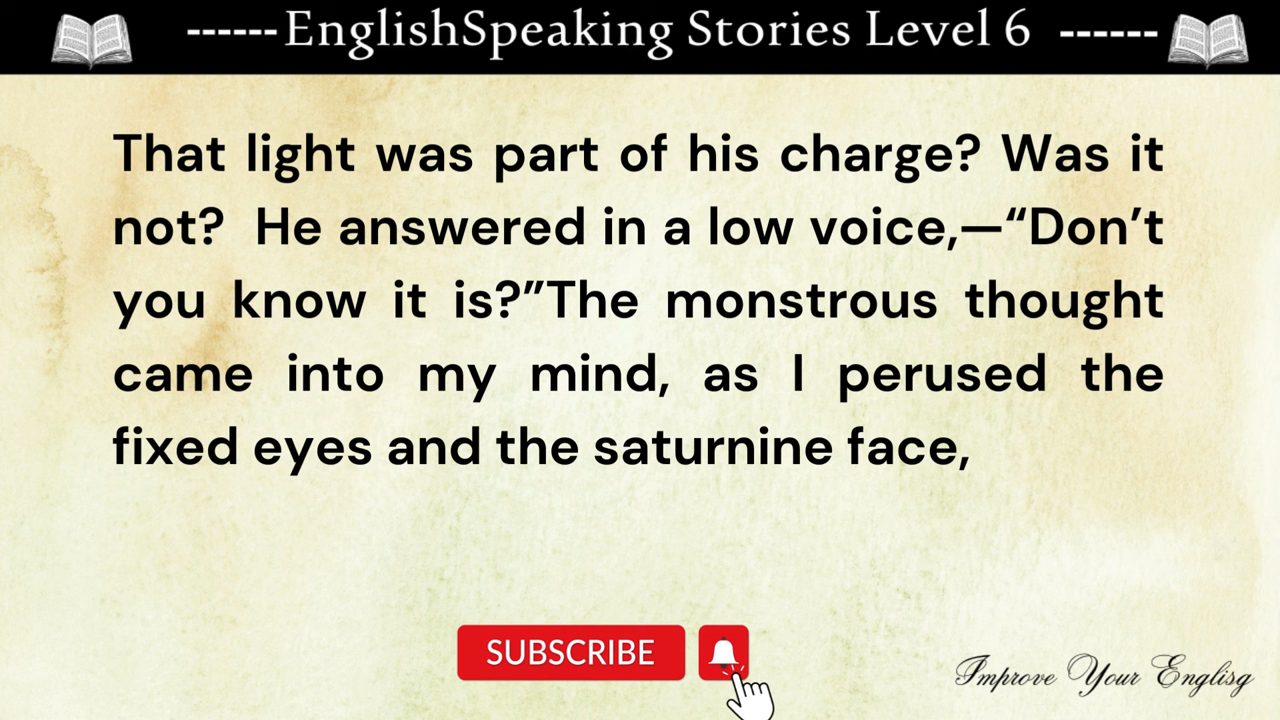 ------EnglishSpeaking Stories Level 6 ------
That light was part of his charge? Was it
not?  He answered in a low voice,—“Don’t
you know it is?”The monstrous thought
came into my mind, as I perused the
fixed eyes and the saturnine face,
SUBSCRIBE
Improve Your Englisg